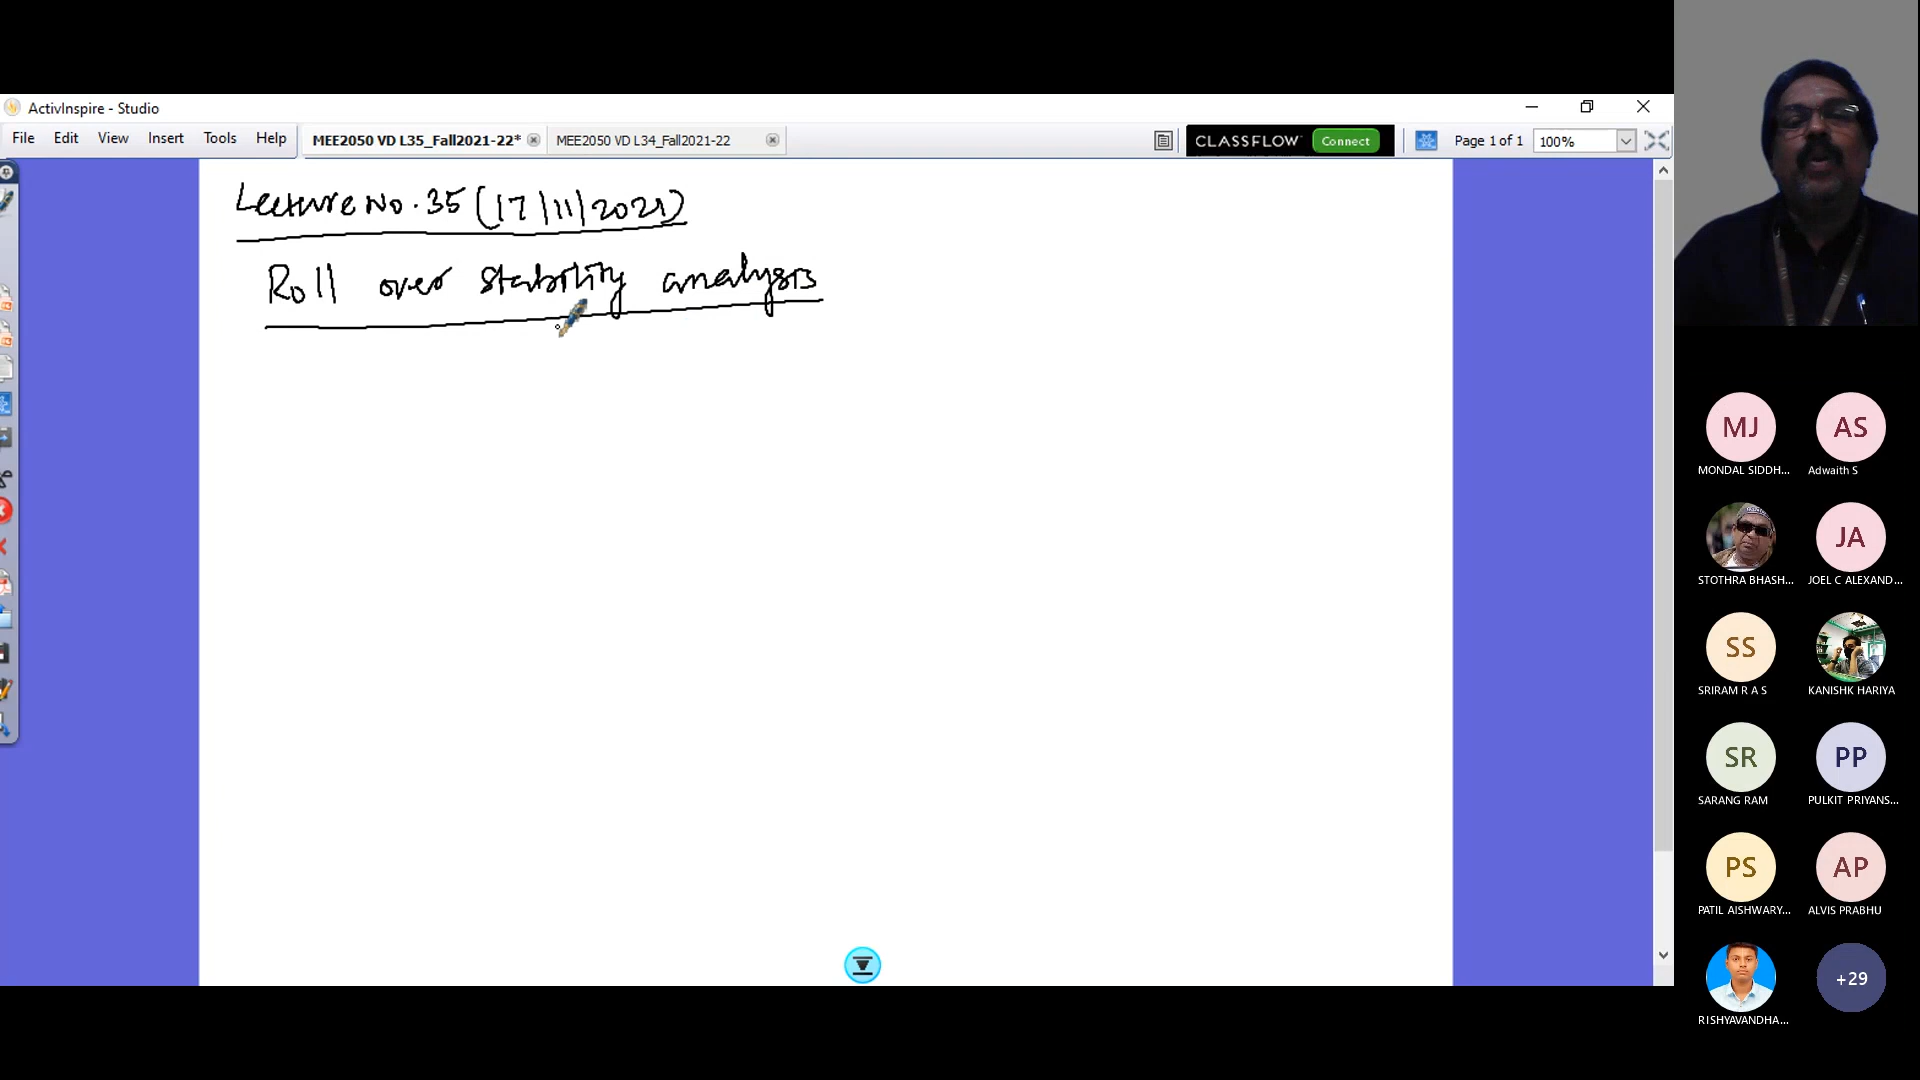 ActivInspire - Studio
File Edit View Insert Tools Help
MEE2050 VD L35_Fall2021-22* MEE2050 VD L34_Fall2021-22
CLASSFLOW Connect
Page 1 of 1 100%
Lecture No. 35 (17/11/2021)
Roll over stability analysis
MJ AS
MONDAL SIDDH... Adwaith S
JA
STOTHRA BHASH... JOEL C ALEXAND...
SS
SRIRAM R A S KANISHK HARIYA
SR PP
SARANG RAM PULKIT PRIYANS...
PS AP
PATIL AISHWARY... ALVIS PRABHU
+29
RISHYAVANDHA...